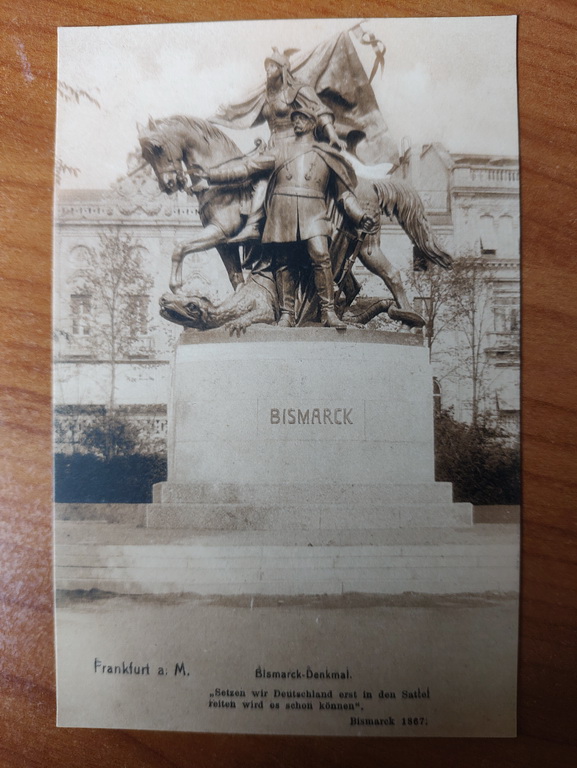 BISMARCK
Frankfurt a. M.
Bismarck-Denkmal.
„Setzen wir Deutschland erst in den Sattel
reiten wird es schon können“.
Bismarck 1867.